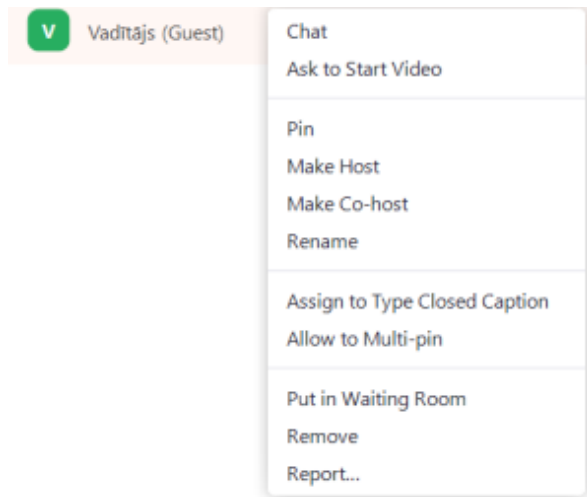 V Vadītājs (Guest)
Chat
Ask to Start Video
Pin
Make Host
Make Co-host
Rename
Assign to Type Closed Caption
Allow to Multi-pin
Put in Waiting Room
Remove
Report...